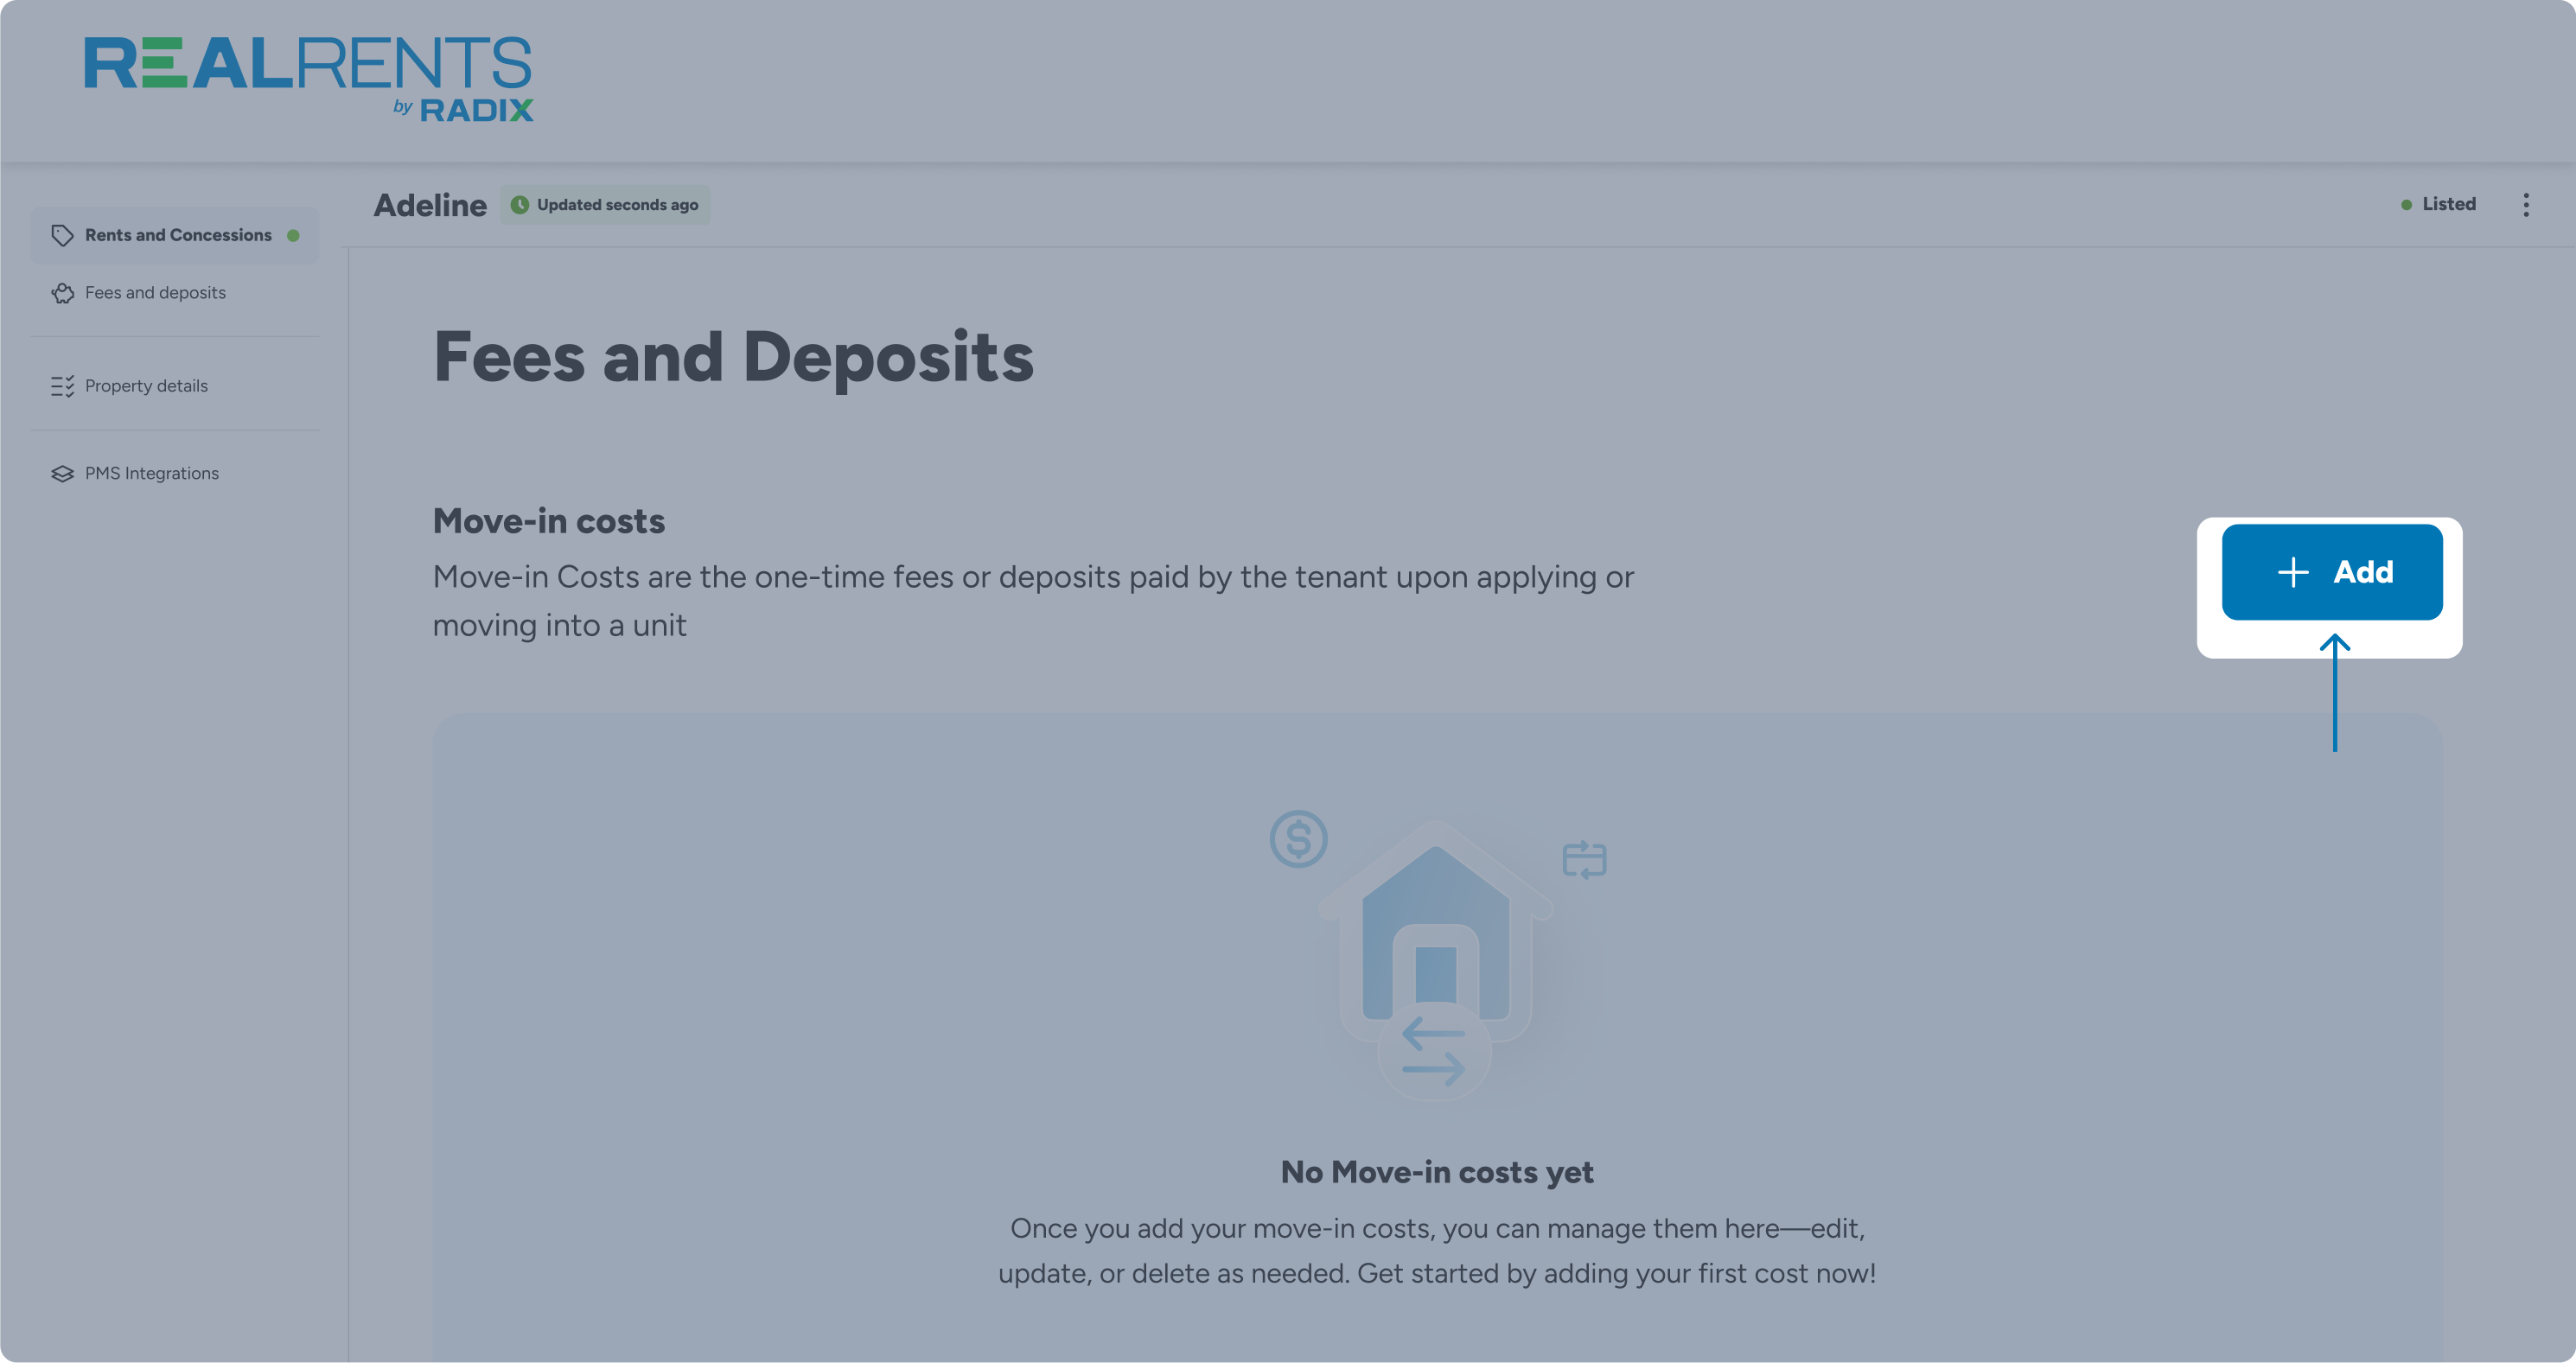 REALRENTS
by RADIX
Adeline
Updated seconds ago
Listed
Rents and Concessions
Fees and deposits
Property details
PMS Integrations
Fees and Deposits
Move-in costs
Move-in Costs are the one-time fees or deposits paid by the tenant upon applying or
moving into a unit
Add
No Move-in costs yet
Once you add your move-in costs, you can manage them here—edit,
update, or delete as needed. Get started by adding your first cost now!